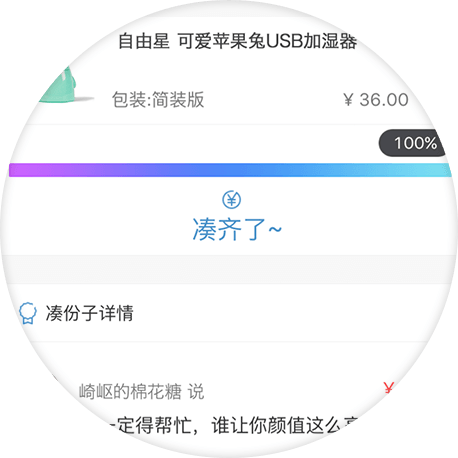 自由星 可爱苹果兔USB加湿器
包装:简装版
¥ 36.00
100%
凑齐了~
凑份子详情
崎岖的棉花糖 说
¥
一定得帮忙，谁让你颜值这么高